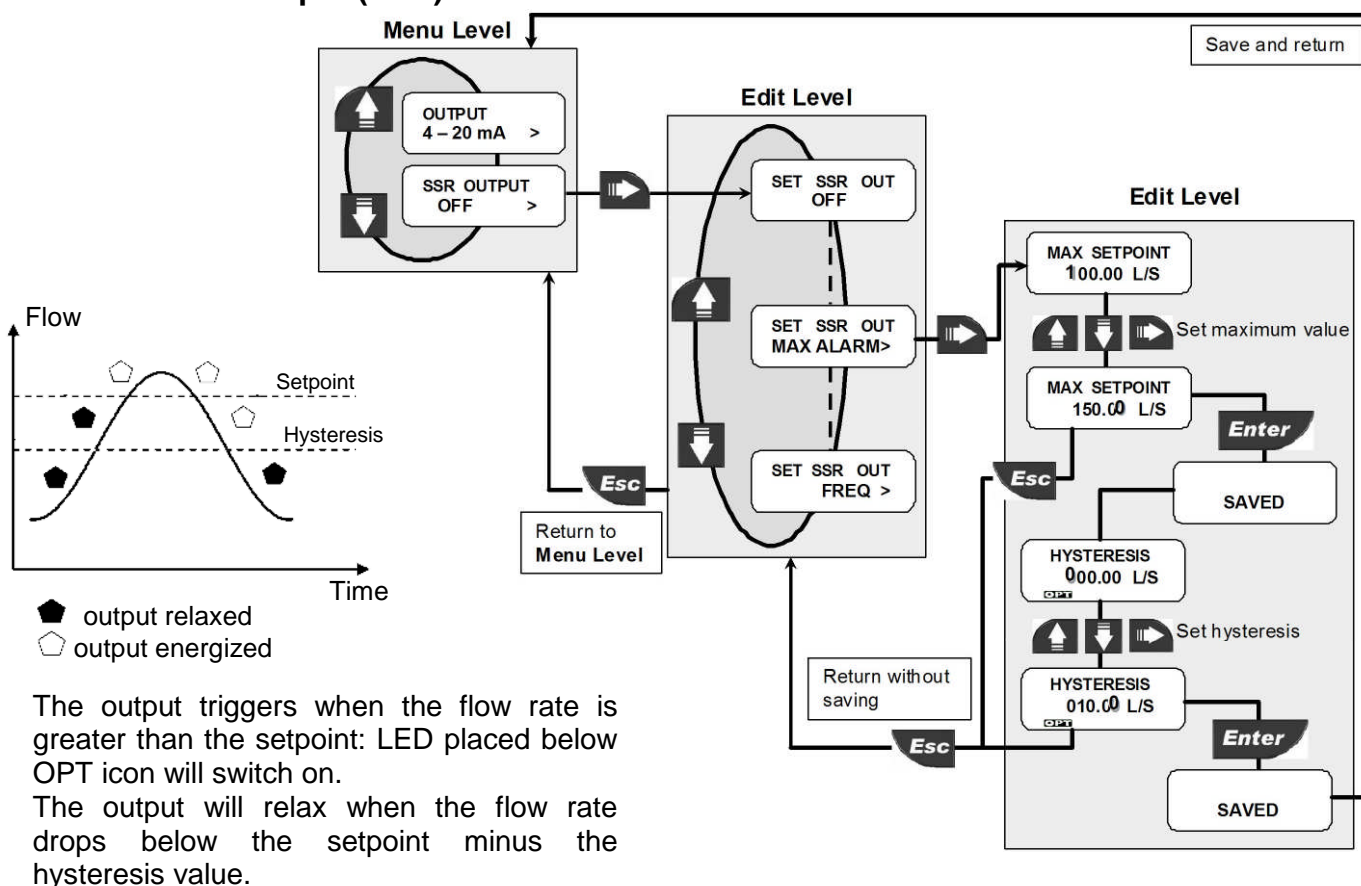 Menu Level
Save and return
OUTPUT
4 – 20 mA >
SSR OUTPUT
OFF >
Edit Level
SET SSR OUT
OFF
SET SSR OUT
MAX ALARM>
SET SSR OUT
FREQ >
Esc
Return to
Menu Level
Edit Level
MAX SETPOINT
100.00 L/S
Set maximum value
MAX SETPOINT
150.00 L/S
Enter
Esc
SAVED
HYSTERESIS
000.00 L/S
OPT
Set hysteresis
HYSTERESIS
010.00 L/S
OPT
Enter
SAVED
Return without
saving
Esc
Flow
Setpoint
Hysteresis
Time
output relaxed
output energized
The output triggers when the flow rate is
greater than the setpoint: LED placed below
OPT icon will switch on.
The output will relax when the flow rate
drops below the setpoint minus the
hysteresis value.